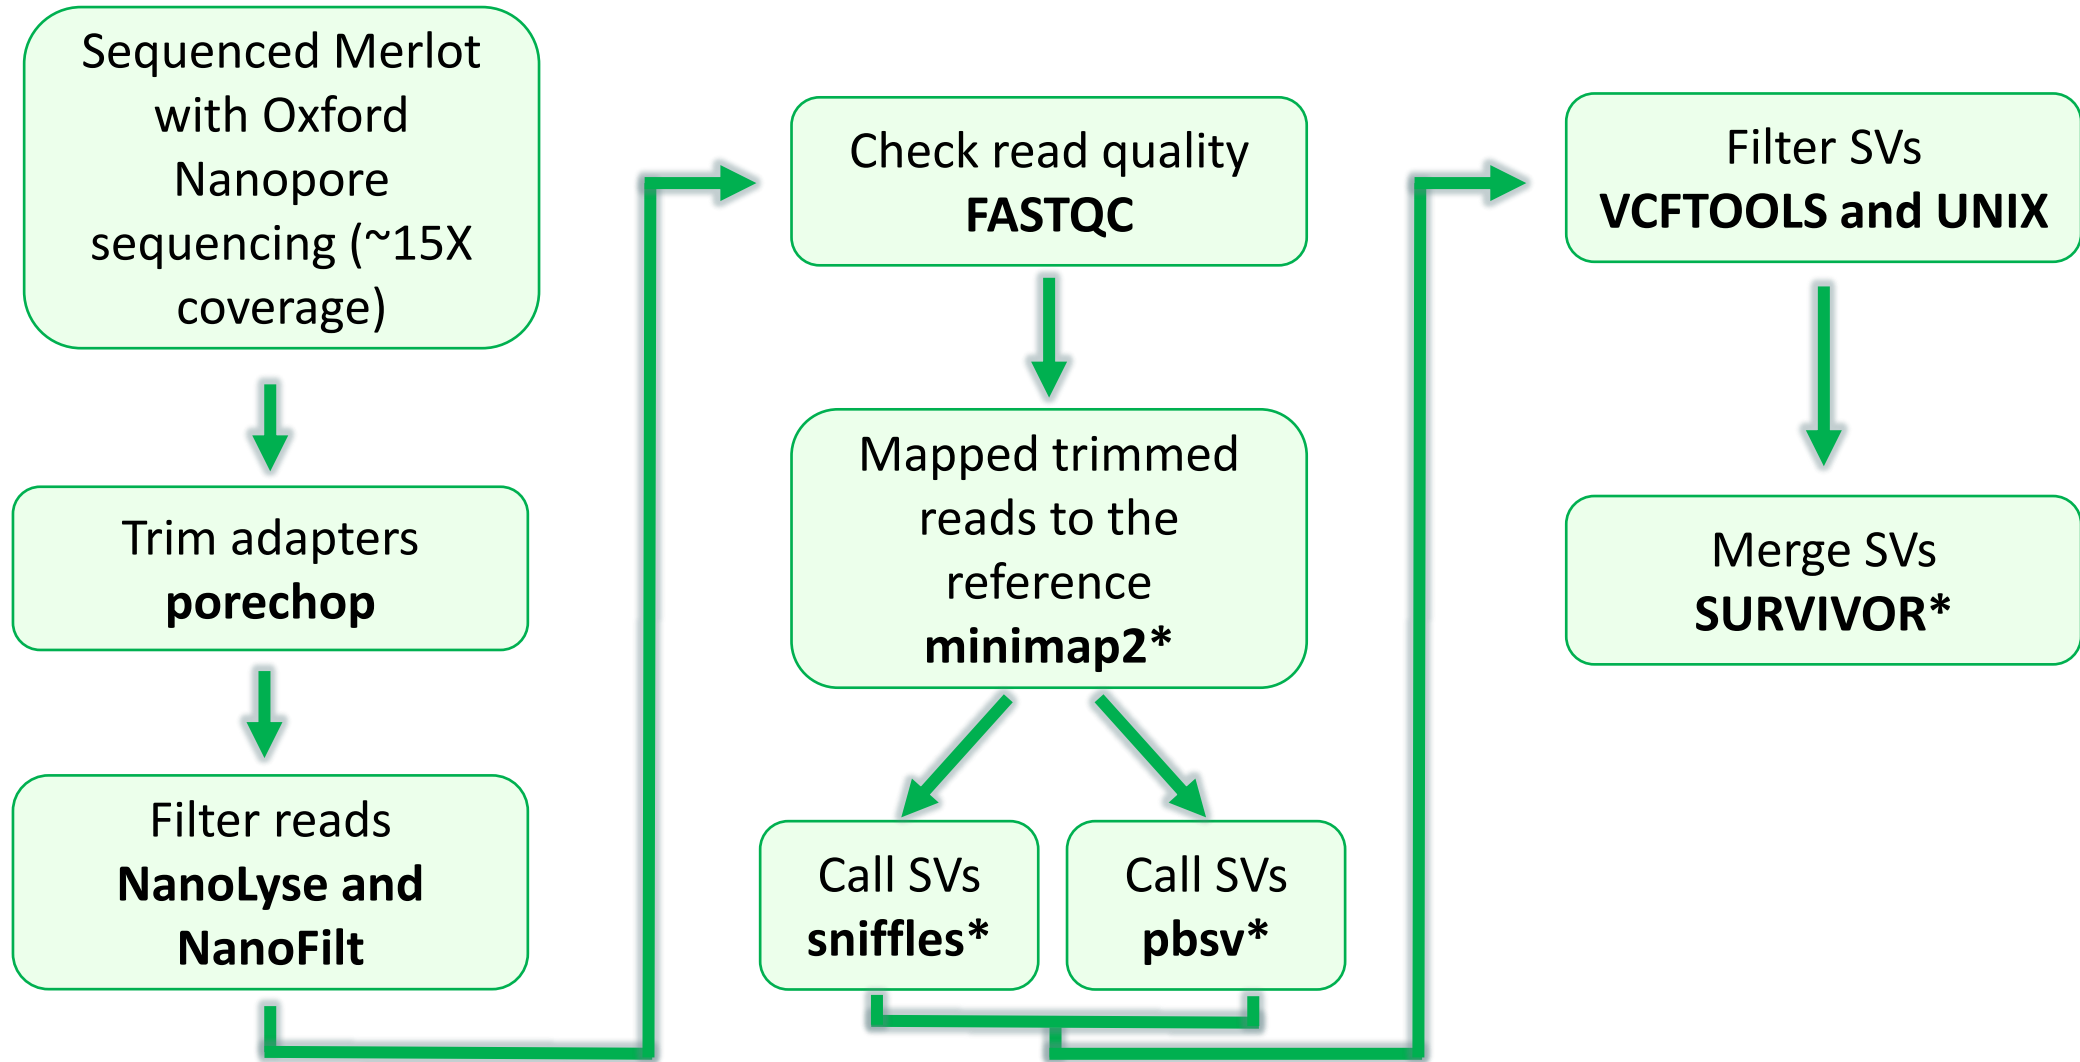 Sequenced Merlot
with Oxford
Nanopore
sequencing (~15X
coverage)
Trim adapters
porechop
Filter reads
NanoLyse and
NanoFilt
Check read quality
FASTQC
Mapped trimmed
reads to the
reference
minimap2*
Call SVs
sniffles*
Call SVs
pbsv*
Filter SVs
VCFTOOLS and UNIX
Merge SVs
SURVIVOR*